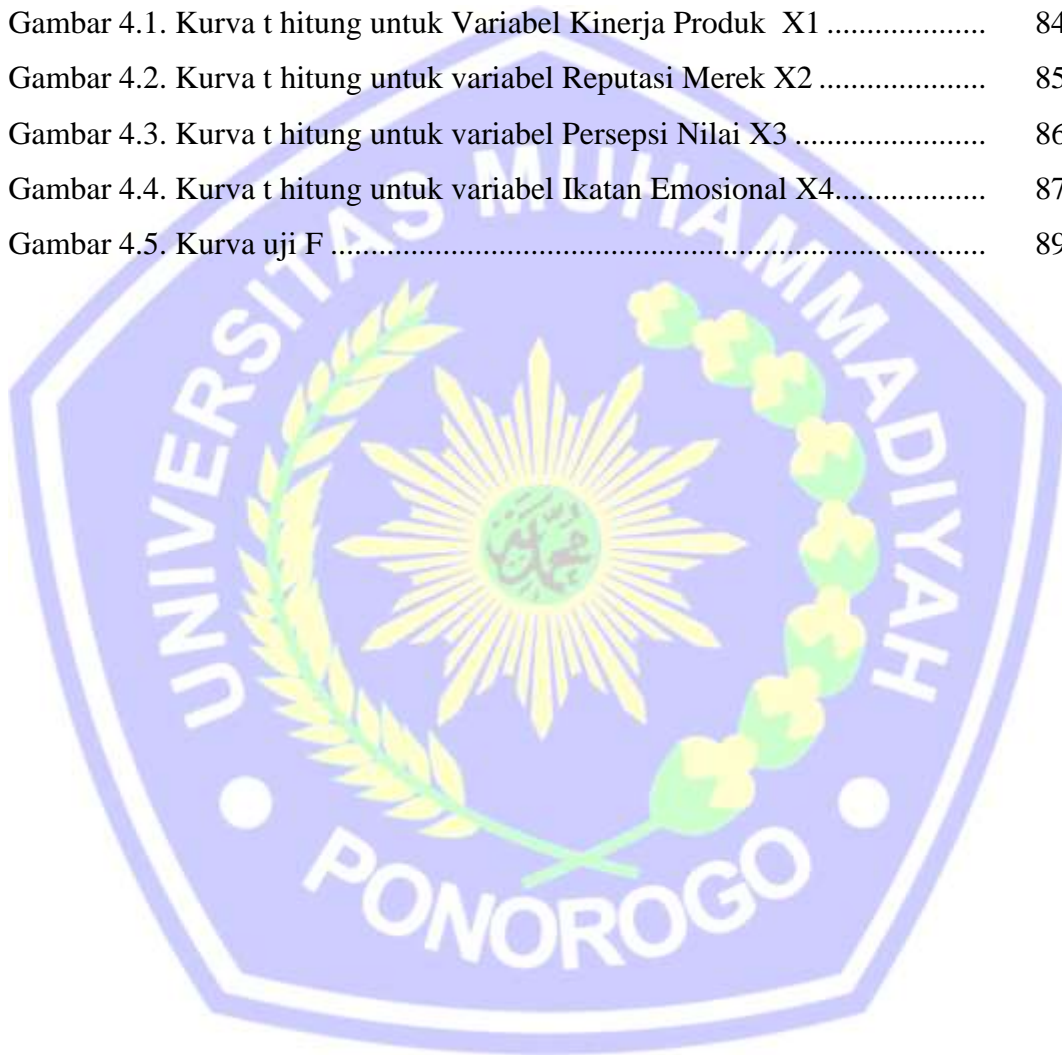 Gambar 4.1. Kurva t hitung untuk Variabel Kinerja Produk  X1 .................... 84
Gambar 4.2. Kurva t hitung untuk variabel Reputasi Merek X2 ..................... 85
Gambar 4.3. Kurva t hitung untuk variabel Persepsi Nilai X3 ........................ 86
Gambar 4.4. Kurva t hitung untuk variabel Ikatan Emosional X4................... 87
Gambar 4.5. Kurva uji F .................................................................................. 89
UNIVERSITAS MUHAMMADIYAH
PONOROGO